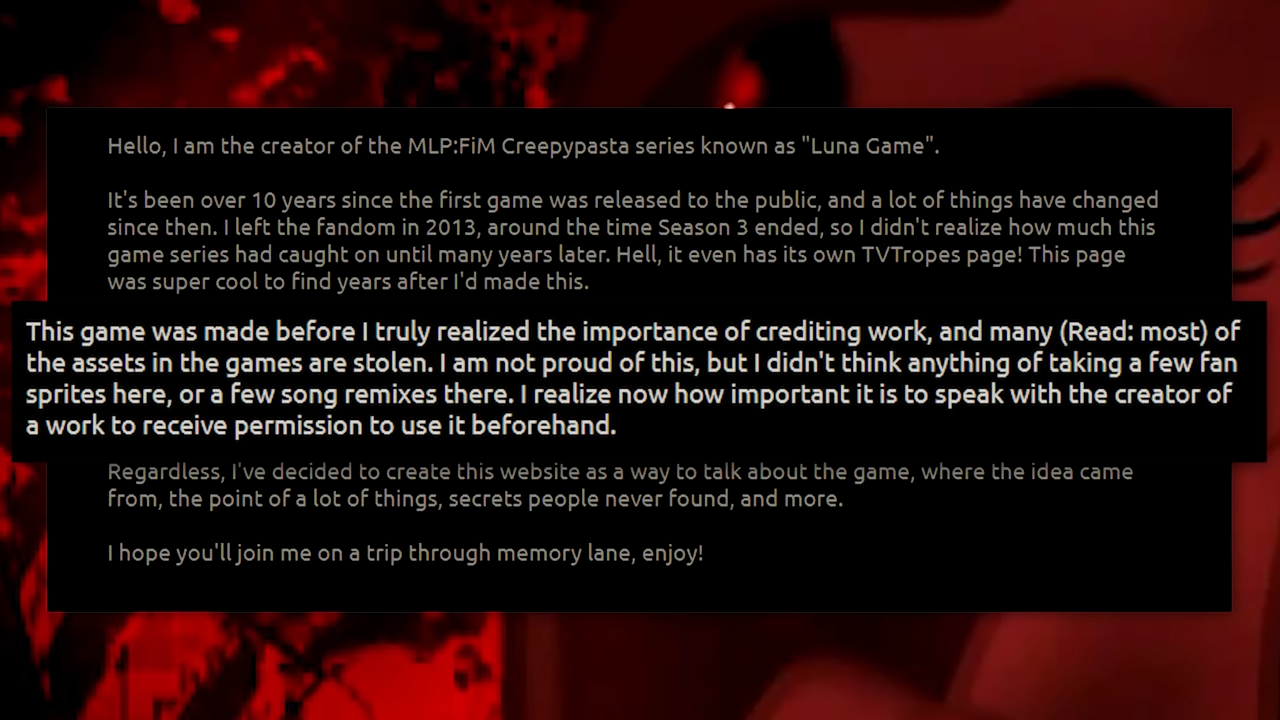 Hello, I am the creator of the MLP:FiM Creepypasta series known as "Luna Game".
It's been over 10 years since the first game was released to the public, and a lot of things have changed
since then. I left the fandom in 2013, around the time Season 3 ended, so I didn't realize how much this
game series had caught on until many years later. Hell, it even has its own TVTropes page! This page
was super cool to find years after I'd made this.
This game was made before I truly realized the importance of crediting work, and many (Read: most) of
the assets in the games are stolen. I am not proud of this, but I didn't think anything of taking a few fan
sprites here, or a few song remixes there. I realize now how important it is to speak with the creator of
a work to receive permission to use it beforehand.
Regardless, I've decided to create this website as a way to talk about the game, where the idea came
from, the point of a lot of things, secrets people never found, and more.
I hope you'll join me on a trip through memory lane, enjoy!